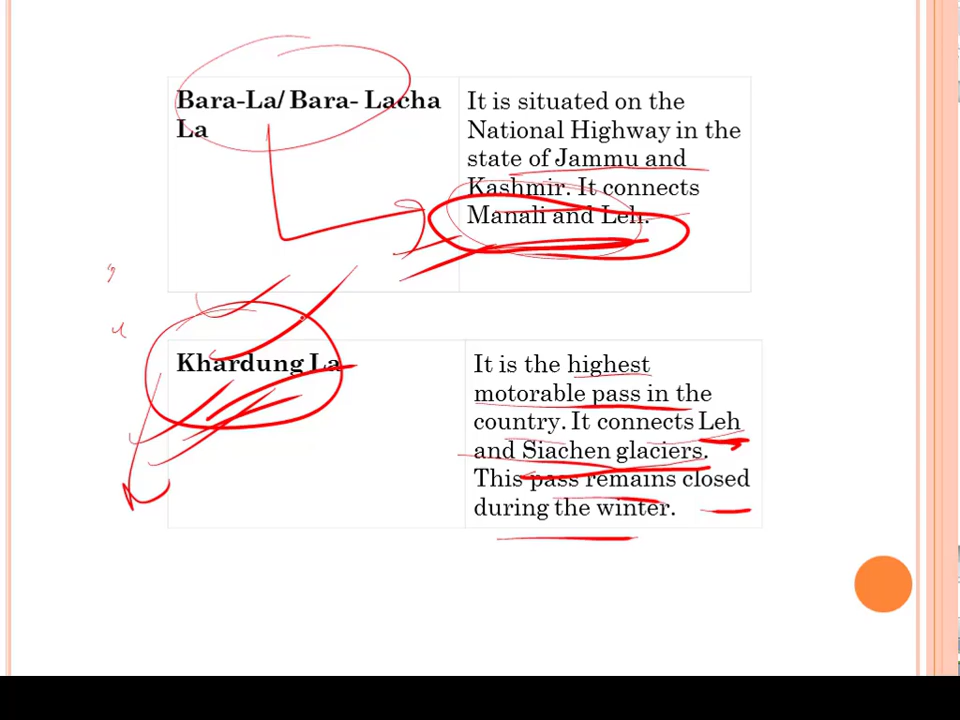 Bara-La/ Bara- Lacha
La
It is situated on the
National Highway in the
state of Jammu and
Kashmir. It connects
Manali and Leh.
Khardung La
It is the highest
motorable pass in the
country. It connects Leh
and Siachen glaciers.
This pass remains closed
during the winter.